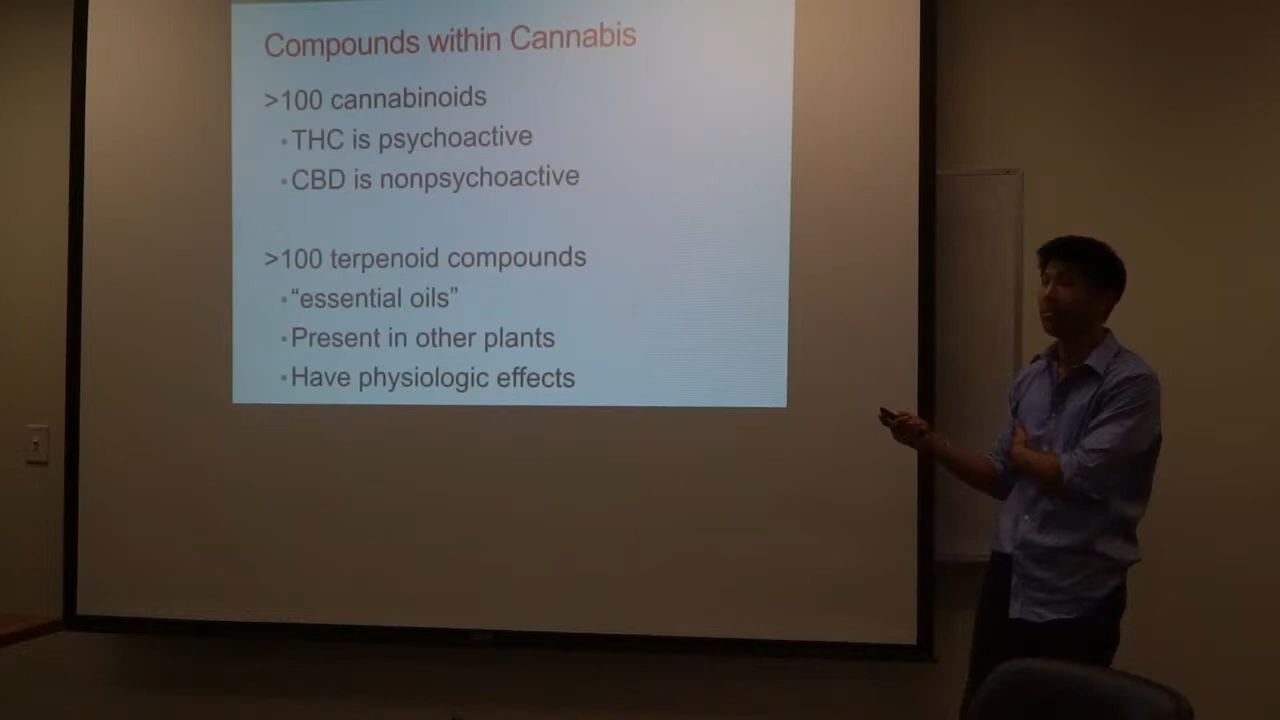 Compounds within Cannabis
>100 cannabinoids
•THC is psychoactive
•CBD is nonpsychoactive
>100 terpenoid compounds
•“essential oils”
•Present in other plants
•Have physiologic effects